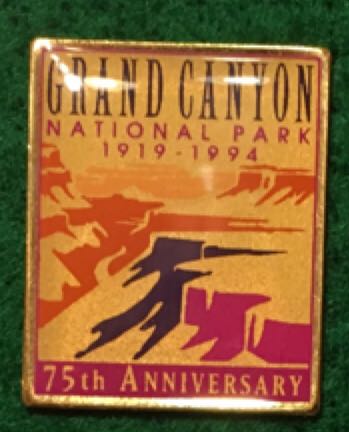 GRAND CANYON
NATIONAL PARK
1919-1994
75th ANNIVERSARY